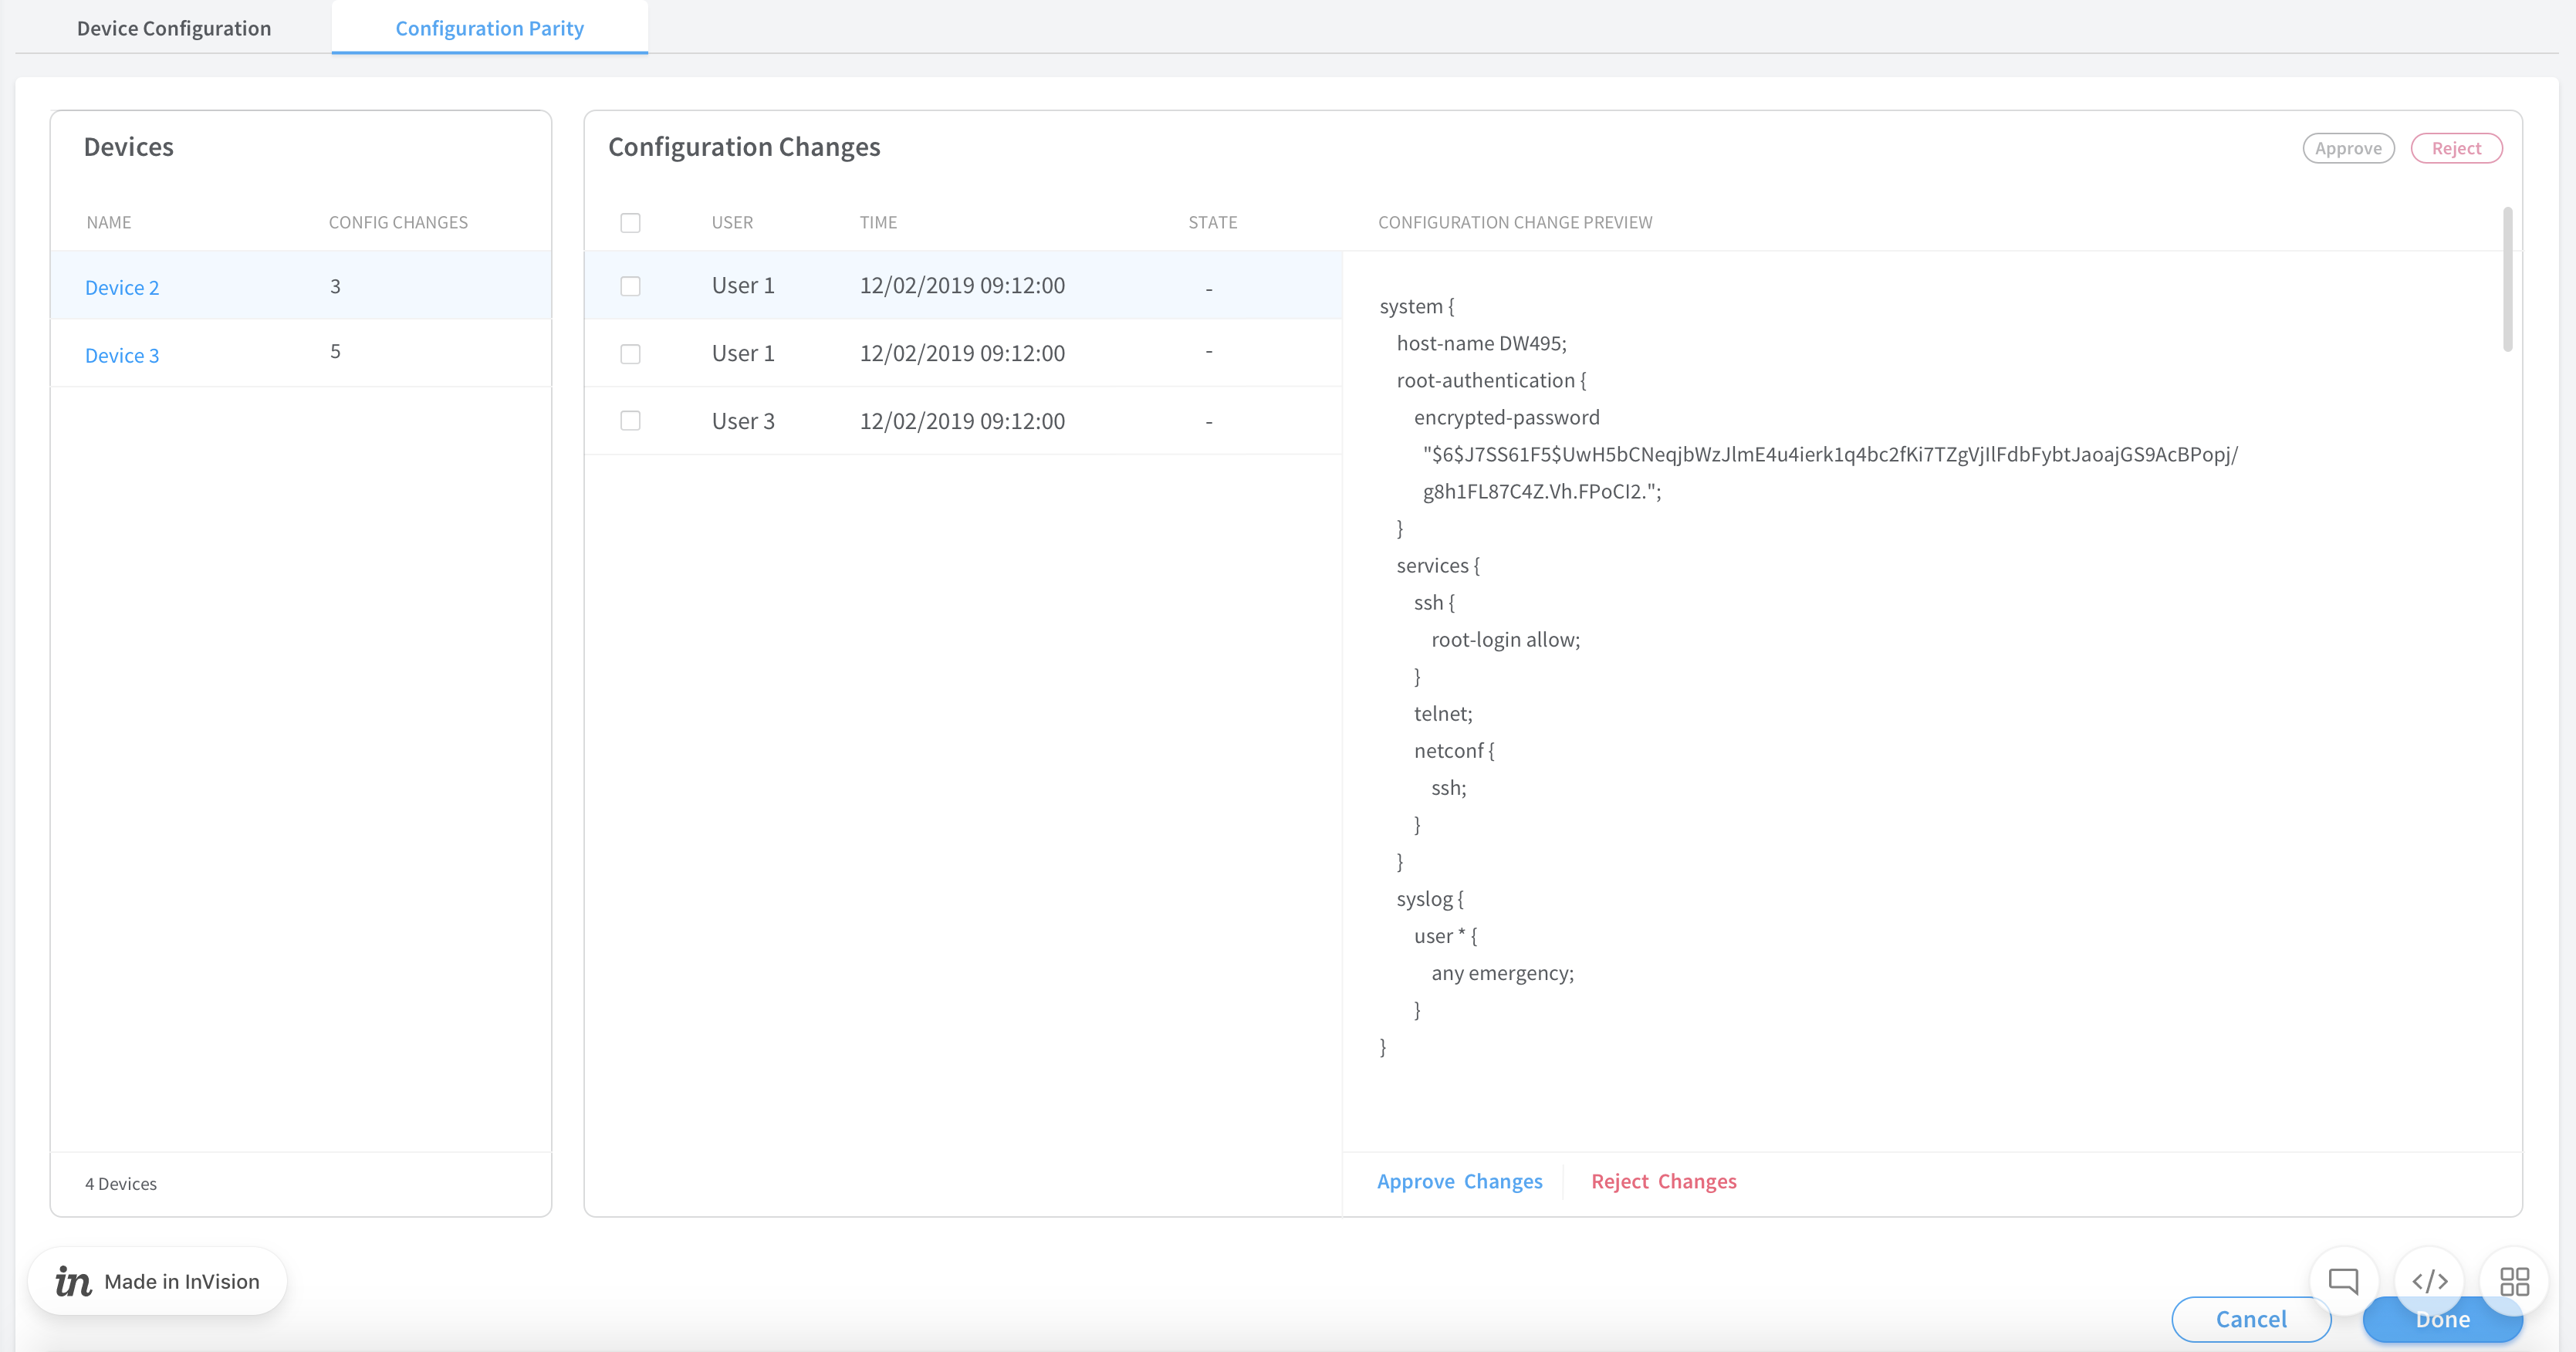 Device Configuration
Configuration Parity
Devices
NAME CONFIG CHANGES
Device 2 3
Device 3 5
4 Devices
Configuration Changes
Approve Reject
USER TIME STATE CONFIGURATION CHANGE PREVIEW
User 1 12/02/2019 09:12:00 -
User 1 12/02/2019 09:12:00 -
User 3 12/02/2019 09:12:00 -
system {
host-name DW495;
root-authentication {
encrypted-password
"$6$J7SS61F5$UwH5bCNeqjbWzJlmE4u4ierk1q4bc2fKi7TZgVjIlFdbFybtJaoajGS9AcBPopj/
g8h1FL87C4Z.Vh.FPoCI2.";
}
services {
ssh {
root-login allow;
}
telnet;
netconf {
ssh;
}
}
syslog {
user * {
any emergency;
}
}
Approve Changes
Reject Changes
in Made in InVision
</>
Cancel
Done